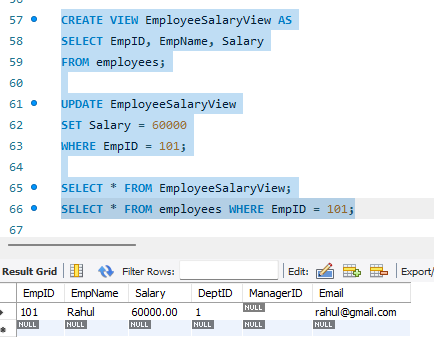 56
57 CREATE VIEW EmployeeSalaryView AS
58 SELECT EmpID, EmpName, Salary
59 FROM employees;
60
61 UPDATE EmployeeSalaryView
62 SET Salary = 60000
63 WHERE EmpID = 101;
64
65 SELECT * FROM EmployeeSalaryView;
66 SELECT * FROM employees WHERE EmpID = 101;
67
Result Grid Filter Rows: Edit: Export/
EmpID EmpName Salary DeptID ManagerID Email
101 Rahul 60000.00 1 NULL rahul@gmail.com
NULL NULL NULL NULL NULL NULL